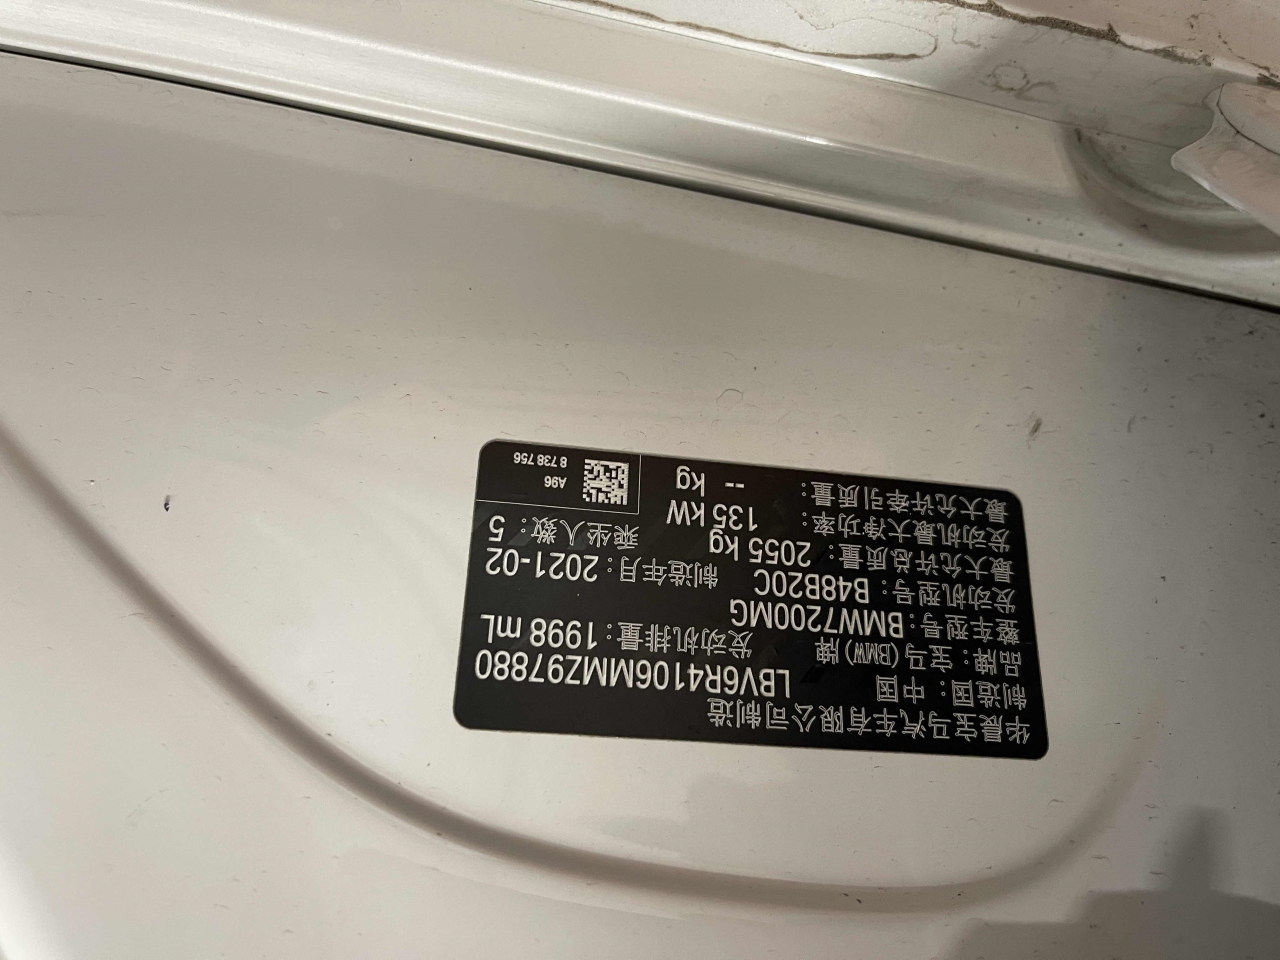 华晨宝马汽车有限公司制造
制造国：中国 LBV6R4106MMZ97880
品牌：宝马(BMW)牌 发动机排量：1998 mL
整车型号：BMW7200MG
发动机型号：B48B20C 制造年月：2021-02
最大允许总质量：2055 kg 乘坐人数：5
发动机最大净功率：135 kW
最大允许牵引质量：-- kg
A96
8 738 756